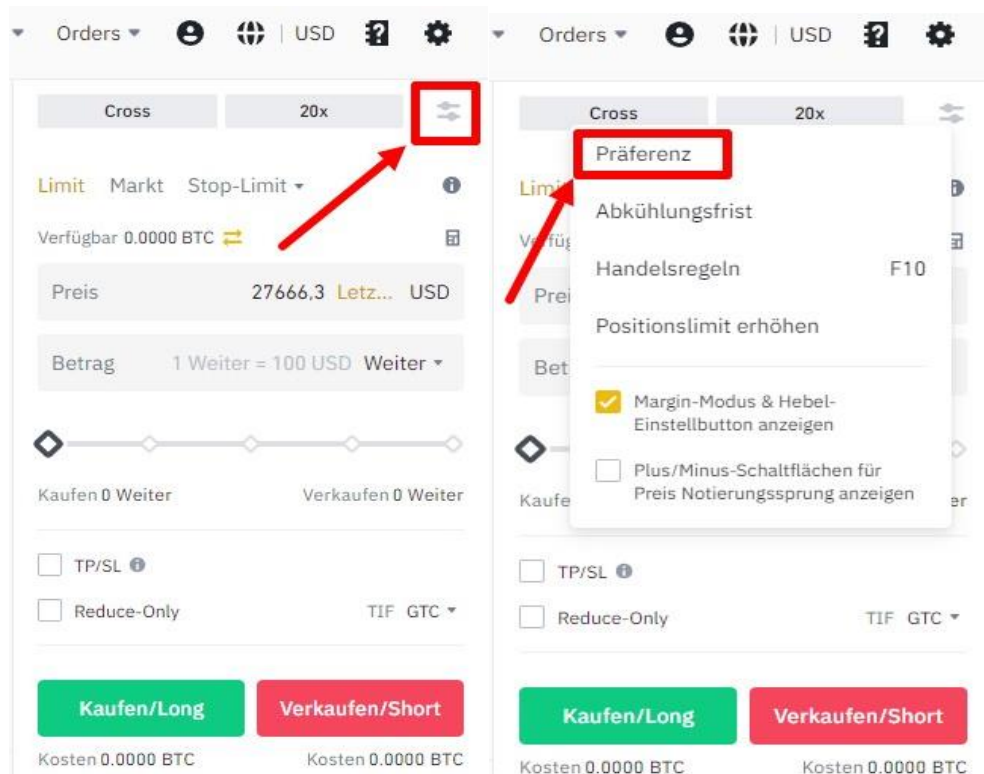 Orders USD
Cross 20x
Limit Markt Stop-Limit
Verfügbar 0.0000 BTC
Preis 27666,3 Letz... USD
Betrag 1 Weiter = 100 USD Weiter
Kaufen 0 Weiter Verkaufen 0 Weiter
TP/SL
Reduce-Only TIF GTC
Kaufen/Long Verkaufen/Short
Kosten 0.0000 BTC Kosten 0.0000 BTC
Orders USD
Cross 20x
Präferenz
Abkühlungsfrist
Handelsregeln F10
Positionslimit erhöhen
Margin-Modus & Hebel-
Einstellbutton anzeigen
Plus/Minus-Schaltflächen für
Preis Notierungssprung anzeigen
TP/SL
Reduce-Only TIF GTC
Kaufen/Long Verkaufen/Short
Kosten 0.0000 BTC Kosten 0.0000 BTC